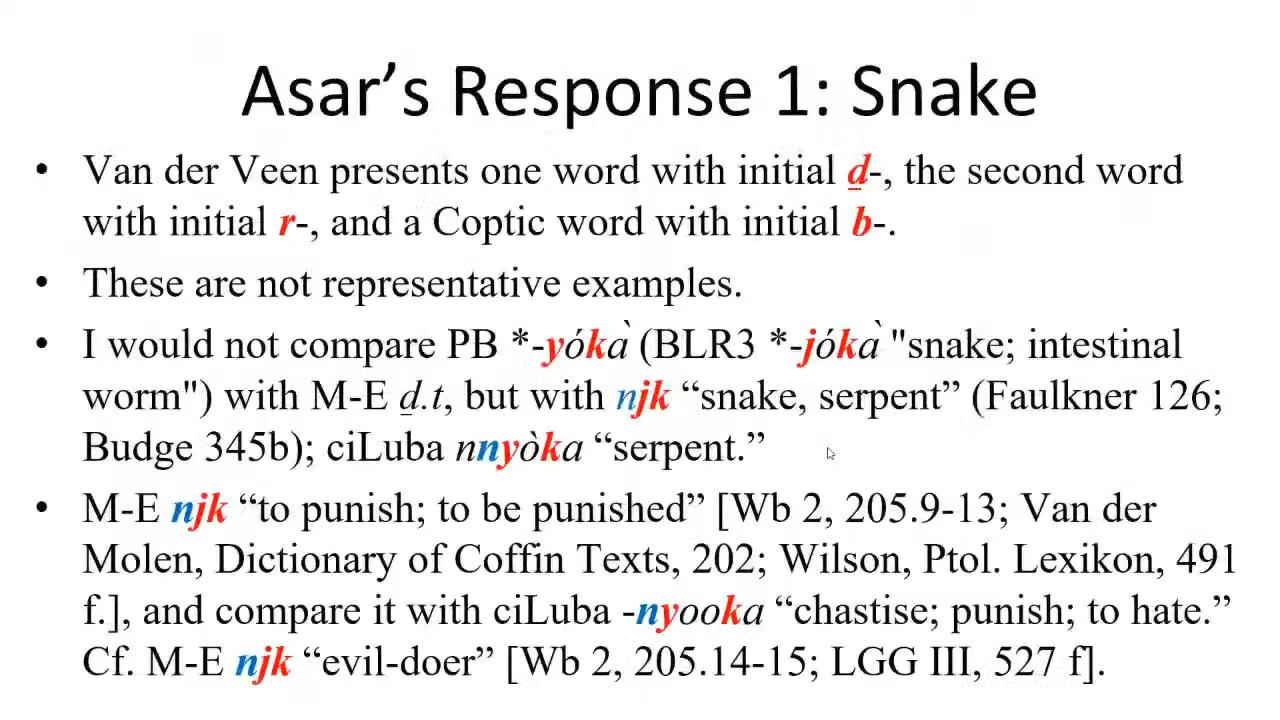 Asar’s Response 1: Snake
• Van der Veen presents one word with initial ḏ-, the second word
with initial r-, and a Coptic word with initial b-.
• These are not representative examples.
• I would not compare PB *-yókà (BLR3 *-jókà "snake; intestinal
worm") with M-E ḏ.t, but with njk “snake, serpent” (Faulkner 126;
Budge 345b); ciLuba nnyòka “serpent.”
• M-E njk “to punish; to be punished” [Wb 2, 205.9-13; Van der
Molen, Dictionary of Coffin Texts, 202; Wilson, Ptol. Lexikon, 491
f.], and compare it with ciLuba -nyooka “chastise; punish; to hate.”
Cf. M-E njk “evil-doer” [Wb 2, 205.14-15; LGG III, 527 f].